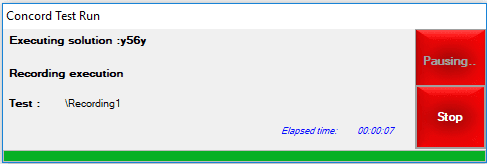 Concord Test Run
Executing solution :y56y
Pausing..
Recording execution
Test : \Recording1
Stop
Elapsed time: 00:00:07